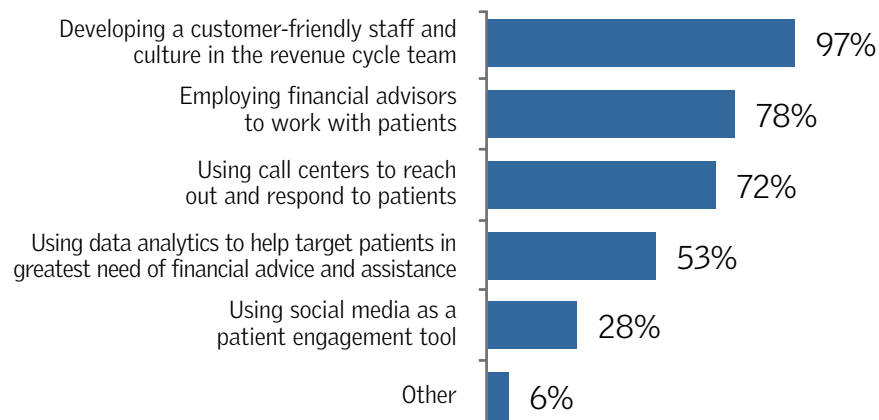 Developing a customer-friendly staff and
culture in the revenue cycle team
97%
Employing financial advisors
to work with patients
78%
Using call centers to reach
out and respond to patients
72%
Using data analytics to help target patients in
greatest need of financial advice and assistance
53%
Using social media as a
patient engagement tool
28%
Other
6%